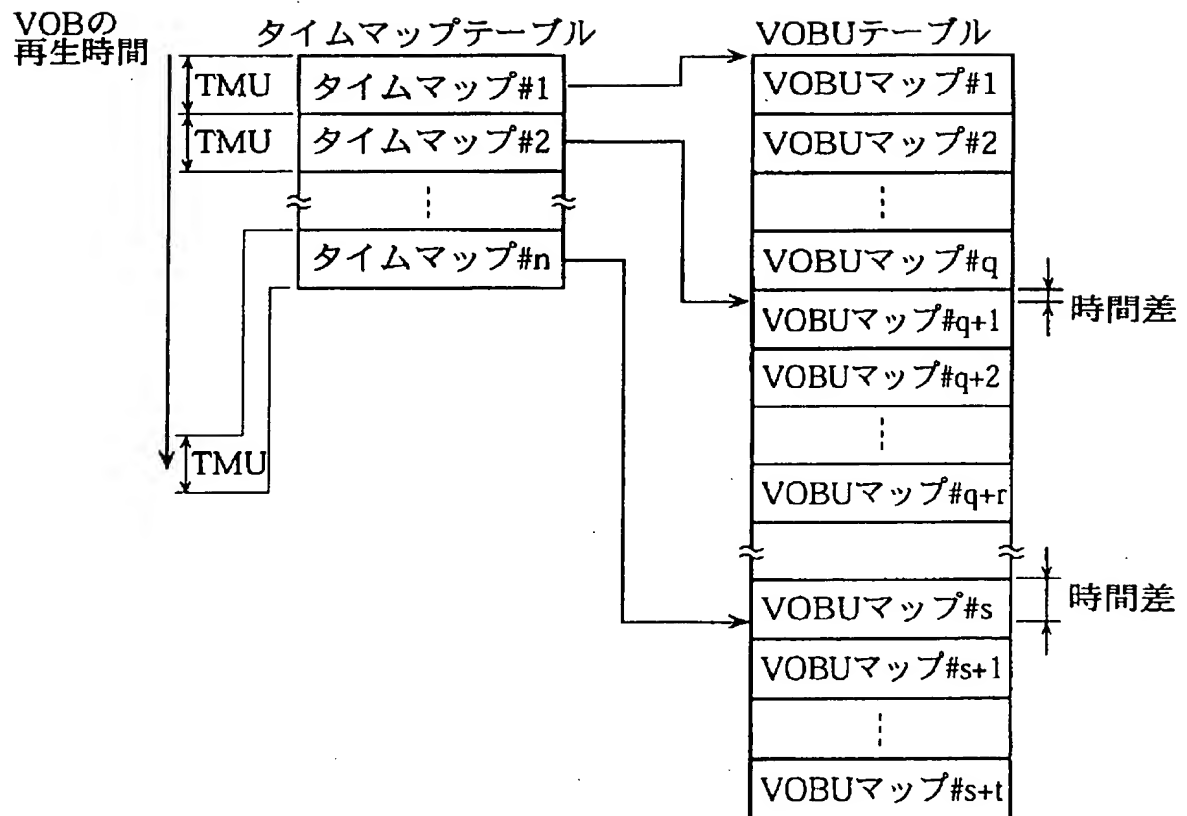 VOBの
再生時間
タイムマップテーブル
VOBUテーブル
TMU
タイムマップ#1
VOBUマップ#1
TMU
タイムマップ#2
VOBUマップ#2
タイムマップ#n
VOBUマップ#q
時間差
VOBUマップ#q+1
VOBUマップ#q+2
TMU
VOBUマップ#q+r
VOBUマップ#s
時間差
VOBUマップ#s+1
VOBUマップ#s+t